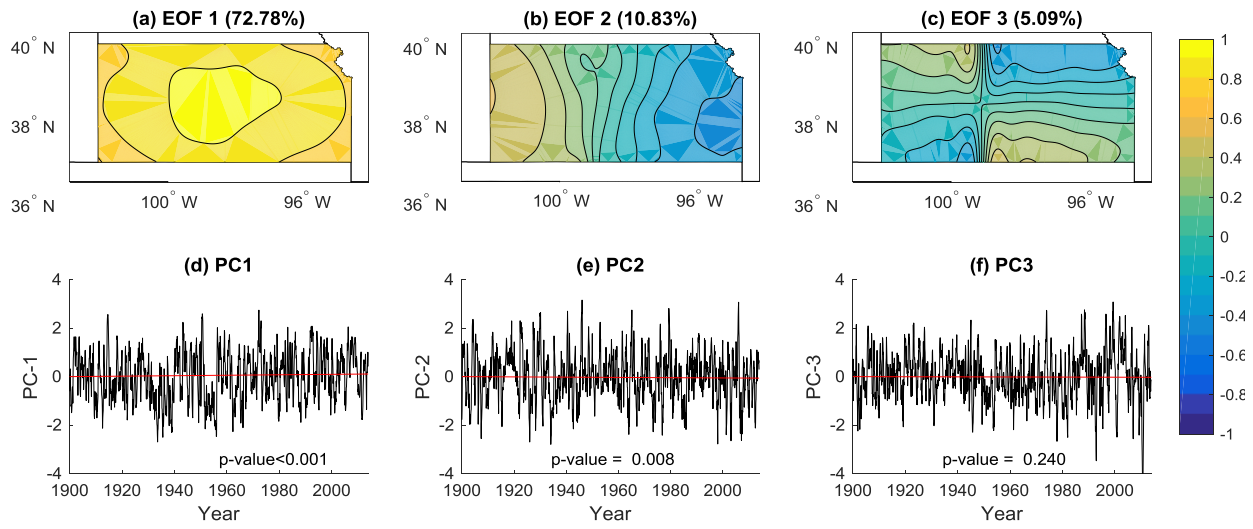 (a) EOF 1 (72.78%)
(b) EOF 2 (10.83%)
(c) EOF 3 (5.09%)
40° N
38° N
36° N
100° W
96° W
40° N
38° N
36° N
100° W
96° W
40° N
38° N
36° N
100° W
96° W
1
0.8
0.6
0.4
0.2
0
-0.2
-0.4
-0.6
-0.8
-1
(d) PC1
PC-1
4
2
0
-2
-4
p-value<0.001
1900 1920 1940 1960 1980 2000
Year
(e) PC2
PC-2
4
2
0
-2
-4
p-value = 0.008
1900 1920 1940 1960 1980 2000
Year
(f) PC3
PC-3
4
2
0
-2
-4
p-value = 0.240
1900 1920 1940 1960 1980 2000
Year